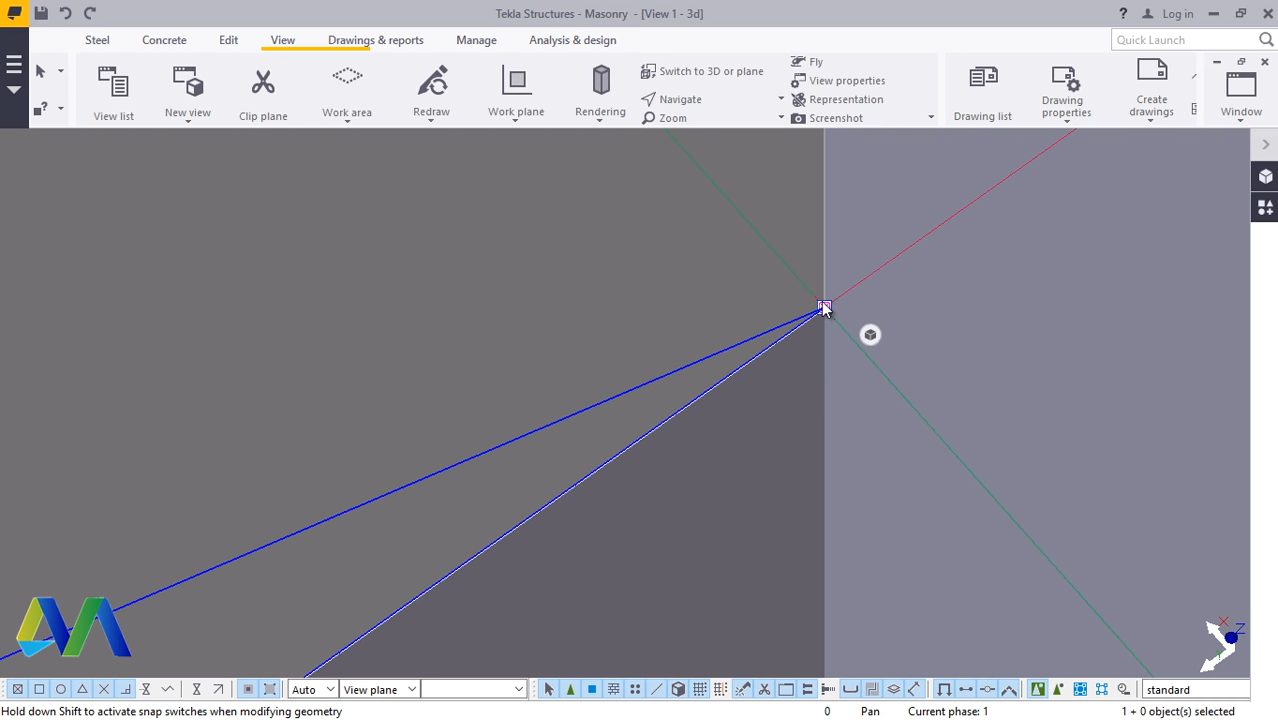 Tekla Structures - Masonry - [View 1 - 3d]
? Log in
Steel Concrete Edit View Drawings & reports Manage Analysis & design Quick Launch
View list
New view
Clip plane
Work area
Redraw
Work plane
Rendering
Switch to 3D or plane
Navigate
Zoom
Fly
View properties
Representation
Screenshot
Drawing list
Drawing
properties
Create
drawings
Window
X
Z
Y
Auto View plane standard
Hold down Shift to activate snap switches when modifying geometry 0 Pan Current phase: 1 1 + 0 object(s) selected